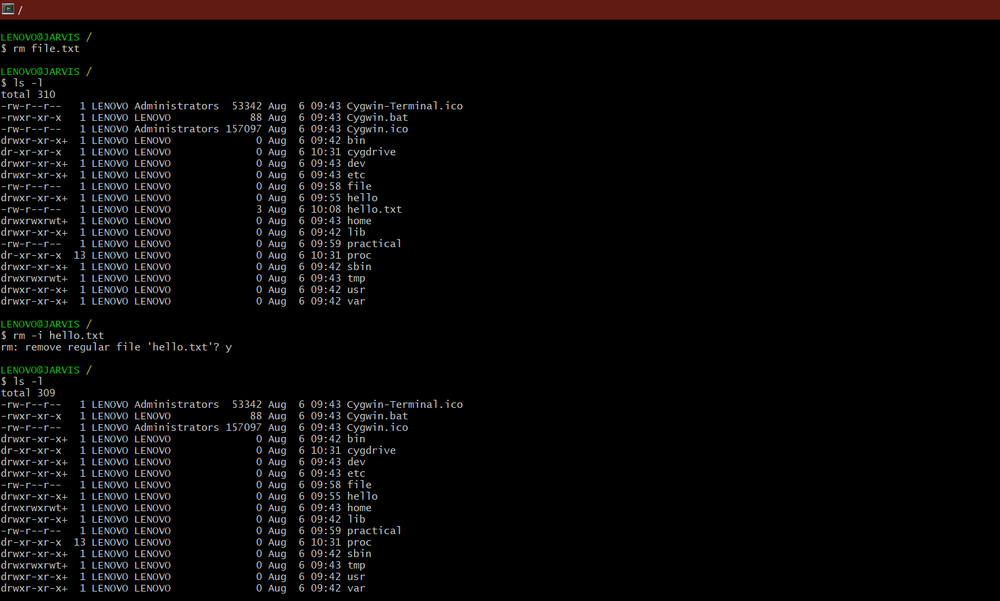 /
LENOVO@JARVIS /
$ rm file.txt
LENOVO@JARVIS /
$ ls -l
total 310
-rw-r--r--   1 LENOVO Administrators  53342 Aug  6 09:43 Cygwin-Terminal.ico
-rwxr-xr-x   1 LENOVO LENOVO             88 Aug  6 09:43 Cygwin.bat
-rw-r--r--   1 LENOVO Administrators 157097 Aug  6 09:43 Cygwin.ico
drwxr-xr-x+  1 LENOVO LENOVO              0 Aug  6 09:42 bin
dr-xr-xr-x   1 LENOVO LENOVO              0 Aug  6 10:31 cygdrive
drwxr-xr-x+  1 LENOVO LENOVO              0 Aug  6 09:43 dev
drwxr-xr-x+  1 LENOVO LENOVO              0 Aug  6 09:43 etc
-rw-r--r--   1 LENOVO LENOVO              0 Aug  6 09:58 file
drwxr-xr-x+  1 LENOVO LENOVO              0 Aug  6 09:55 hello
-rw-r--r--   1 LENOVO LENOVO              3 Aug  6 10:08 hello.txt
drwxrwxrwt+  1 LENOVO LENOVO              0 Aug  6 09:43 home
drwxr-xr-x+  1 LENOVO LENOVO              0 Aug  6 09:42 lib
-rw-r--r--   1 LENOVO LENOVO              0 Aug  6 09:59 practical
dr-xr-xr-x  13 LENOVO LENOVO              0 Aug  6 10:31 proc
drwxr-xr-x+  1 LENOVO LENOVO              0 Aug  6 09:42 sbin
drwxrwxrwt+  1 LENOVO LENOVO              0 Aug  6 09:43 tmp
drwxr-xr-x+  1 LENOVO LENOVO              0 Aug  6 09:42 usr
drwxr-xr-x+  1 LENOVO LENOVO              0 Aug  6 09:42 var
LENOVO@JARVIS /
$ rm -i hello.txt
rm: remove regular file 'hello.txt'? y
LENOVO@JARVIS /
$ ls -l
total 309
-rw-r--r--   1 LENOVO Administrators  53342 Aug  6 09:43 Cygwin-Terminal.ico
-rwxr-xr-x   1 LENOVO LENOVO             88 Aug  6 09:43 Cygwin.bat
-rw-r--r--   1 LENOVO Administrators 157097 Aug  6 09:43 Cygwin.ico
drwxr-xr-x+  1 LENOVO LENOVO              0 Aug  6 09:42 bin
dr-xr-xr-x   1 LENOVO LENOVO              0 Aug  6 10:31 cygdrive
drwxr-xr-x+  1 LENOVO LENOVO              0 Aug  6 09:43 dev
drwxr-xr-x+  1 LENOVO LENOVO              0 Aug  6 09:43 etc
-rw-r--r--   1 LENOVO LENOVO              0 Aug  6 09:58 file
drwxr-xr-x+  1 LENOVO LENOVO              0 Aug  6 09:55 hello
drwxrwxrwt+  1 LENOVO LENOVO              0 Aug  6 09:43 home
drwxr-xr-x+  1 LENOVO LENOVO              0 Aug  6 09:42 lib
-rw-r--r--   1 LENOVO LENOVO              0 Aug  6 09:59 practical
dr-xr-xr-x  13 LENOVO LENOVO              0 Aug  6 10:31 proc
drwxr-xr-x+  1 LENOVO LENOVO              0 Aug  6 09:42 sbin
drwxrwxrwt+  1 LENOVO LENOVO              0 Aug  6 09:43 tmp
drwxr-xr-x+  1 LENOVO LENOVO              0 Aug  6 09:42 usr
drwxr-xr-x+  1 LENOVO LENOVO              0 Aug  6 09:42 var